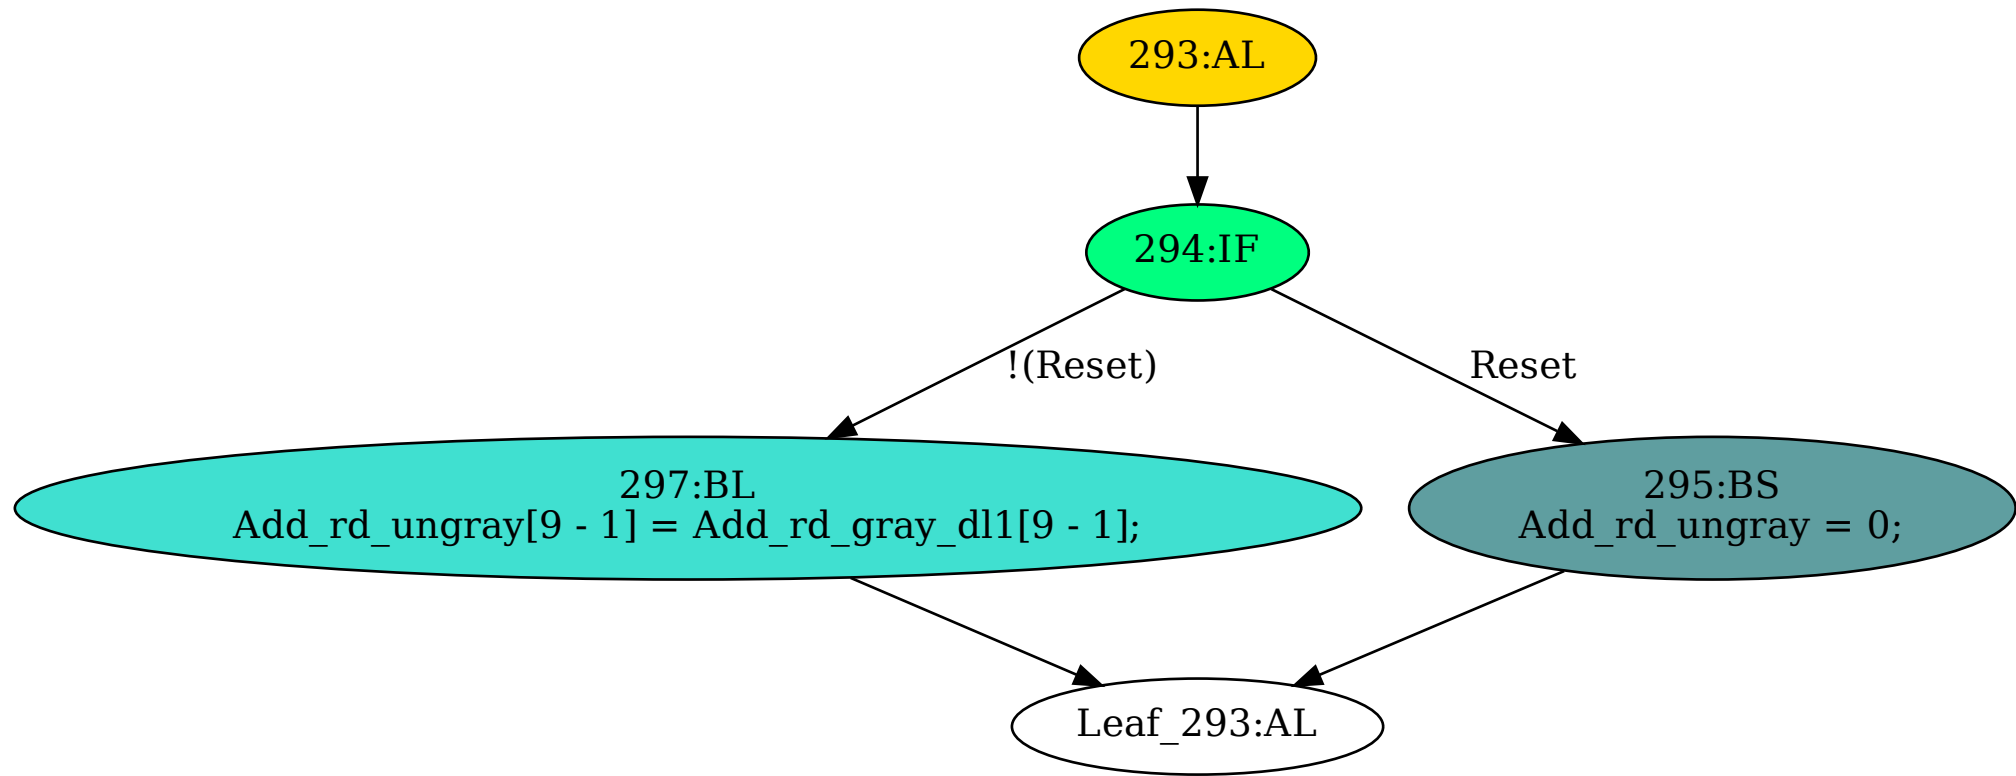 293:AL
294:IF
!(Reset)
Reset
297:BL
Add_rd_ungray[9 - 1] = Add_rd_gray_dl1[9 - 1];
295:BS
Add_rd_ungray = 0;
Leaf_293:AL